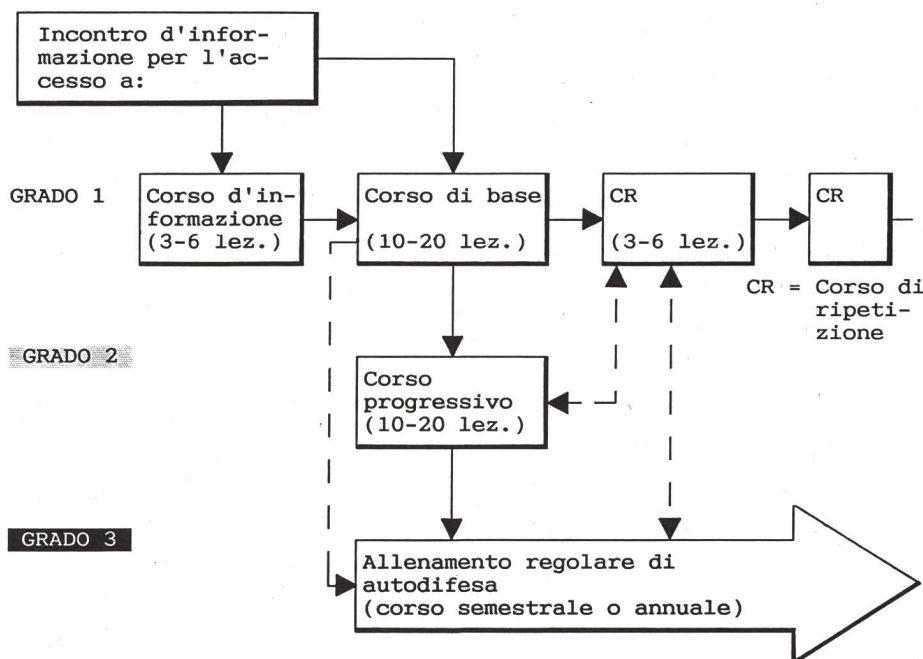 Incontro d'infor-
mazione per l'ac-
cesso a:
GRADO 1
Corso d'in-
formazione
(3-6 lez.)
Corso di base
(10-20 lez.)
CR
(3-6 lez.)
CR
CR = Corso di
ripeti-
zione
GRADO 2
Corso
progressivo
(10-20 lez.)
GRADO 3
Allenamento regolare di
autodifesa
(corso semestrale o annuale)